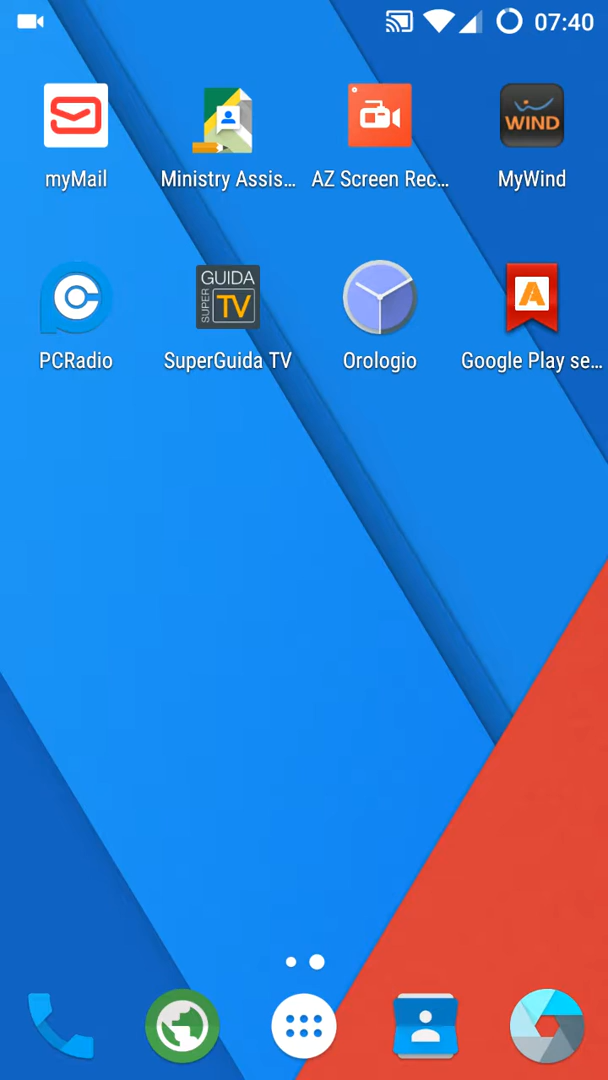 07:40
WIND
myMail
Ministry Assis...
AZ Screen Rec...
MyWind
GUIDA
SUPER
TV
A
PCRadio
SuperGuida TV
Orologio
Google Play se...